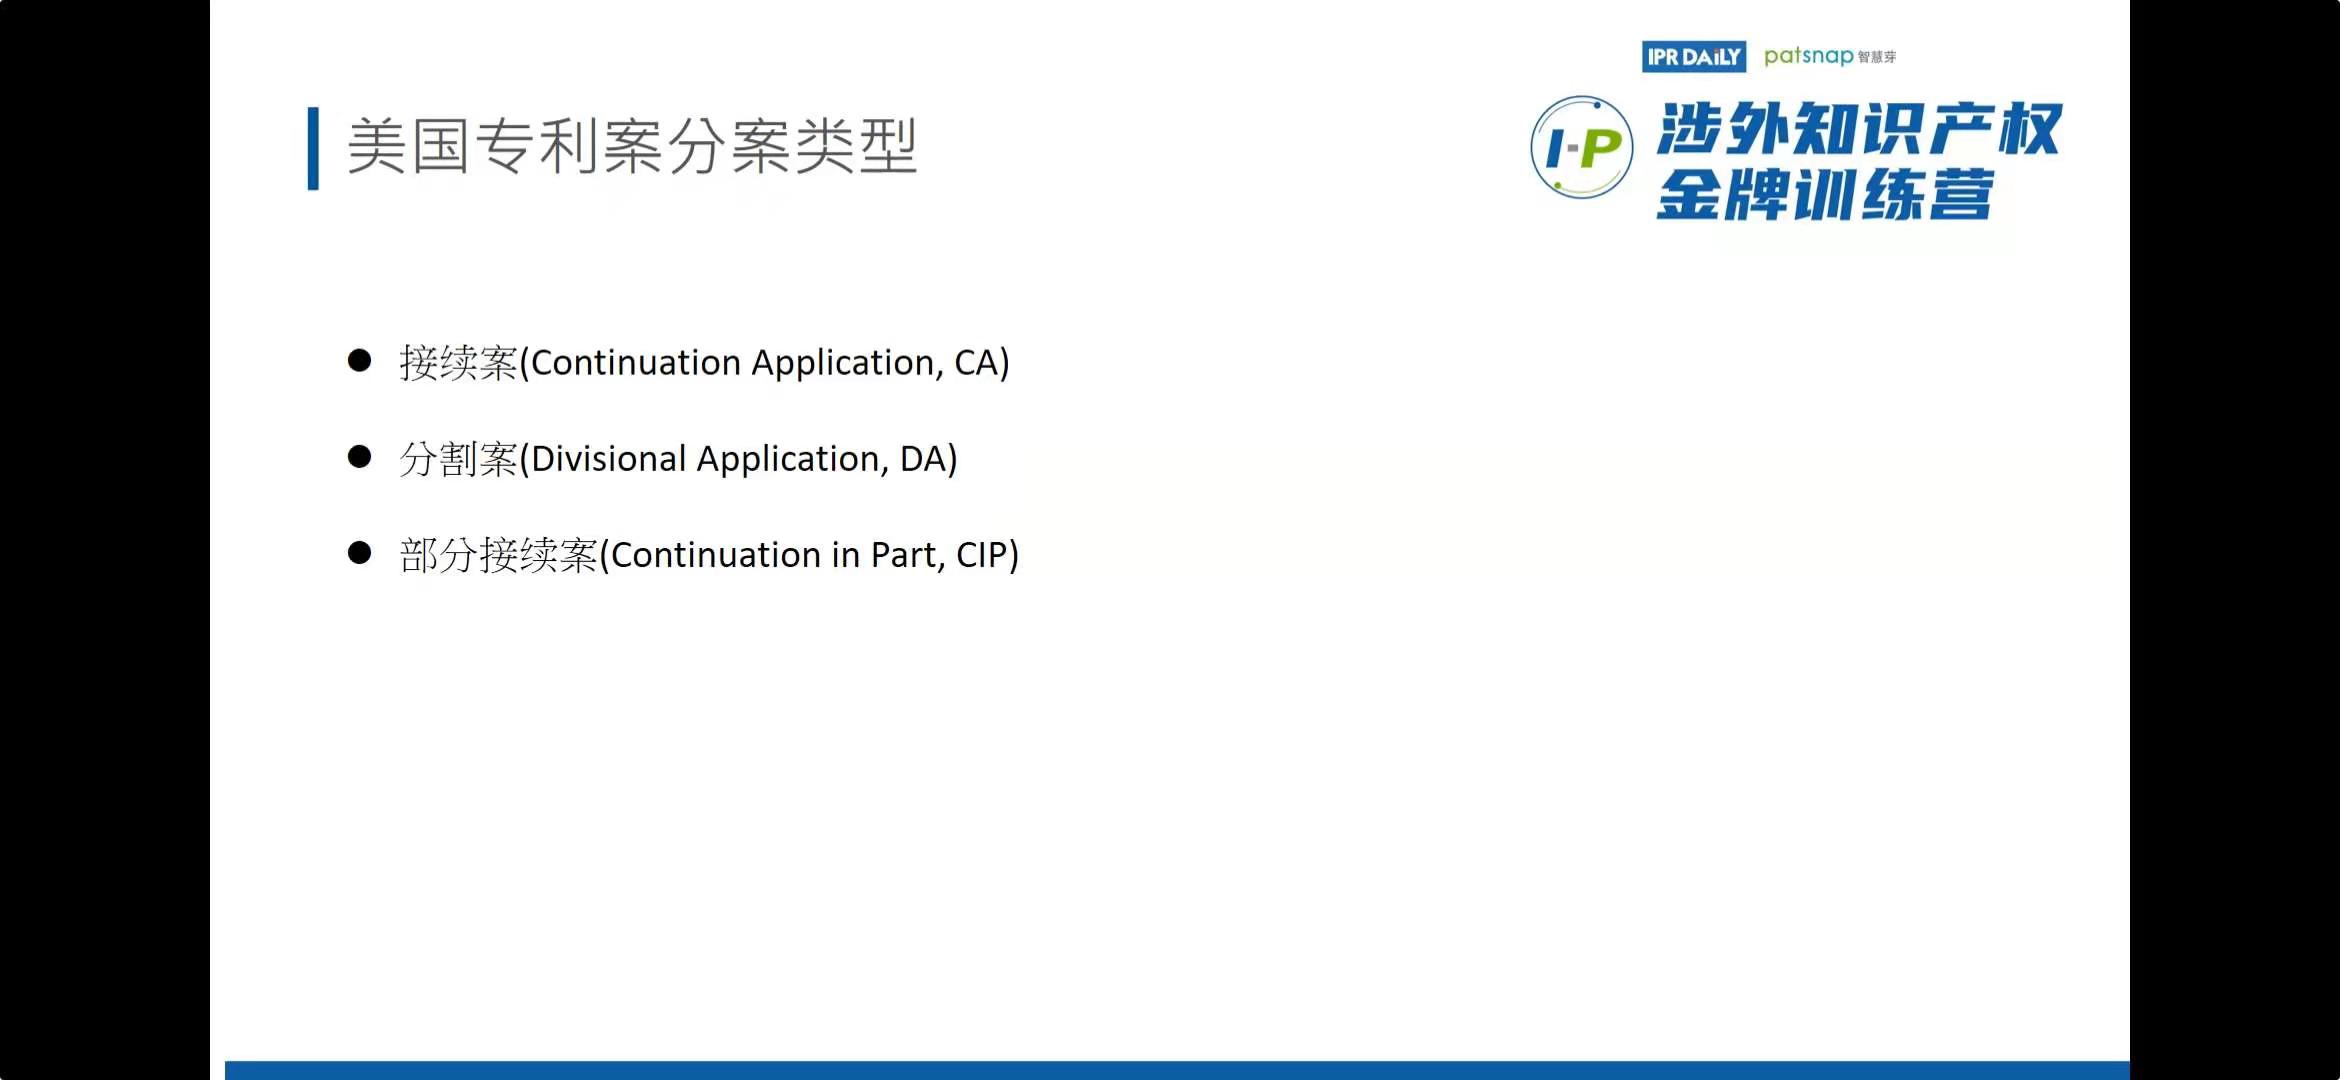 IPR DAILY patsnap 智慧芽
I-P 涉外知识产权
金牌训练营
美国专利案分案类型
● 接续案(Continuation Application, CA)
● 分割案(Divisional Application, DA)
● 部分接续案(Continuation in Part, CIP)